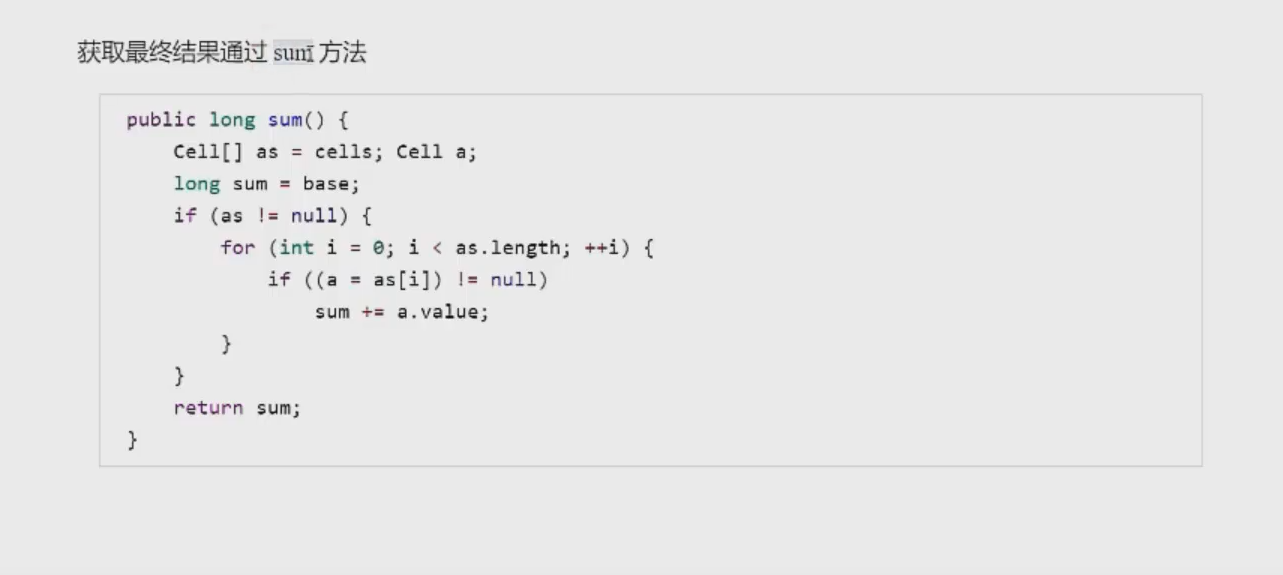 获取最终结果通过 sum 方法
public long sum() {
    Cell[] as = cells; Cell a;
    long sum = base;
    if (as != null) {
        for (int i = 0; i < as.length; ++i) {
            if ((a = as[i]) != null)
                sum += a.value;
        }
    }
    return sum;
}